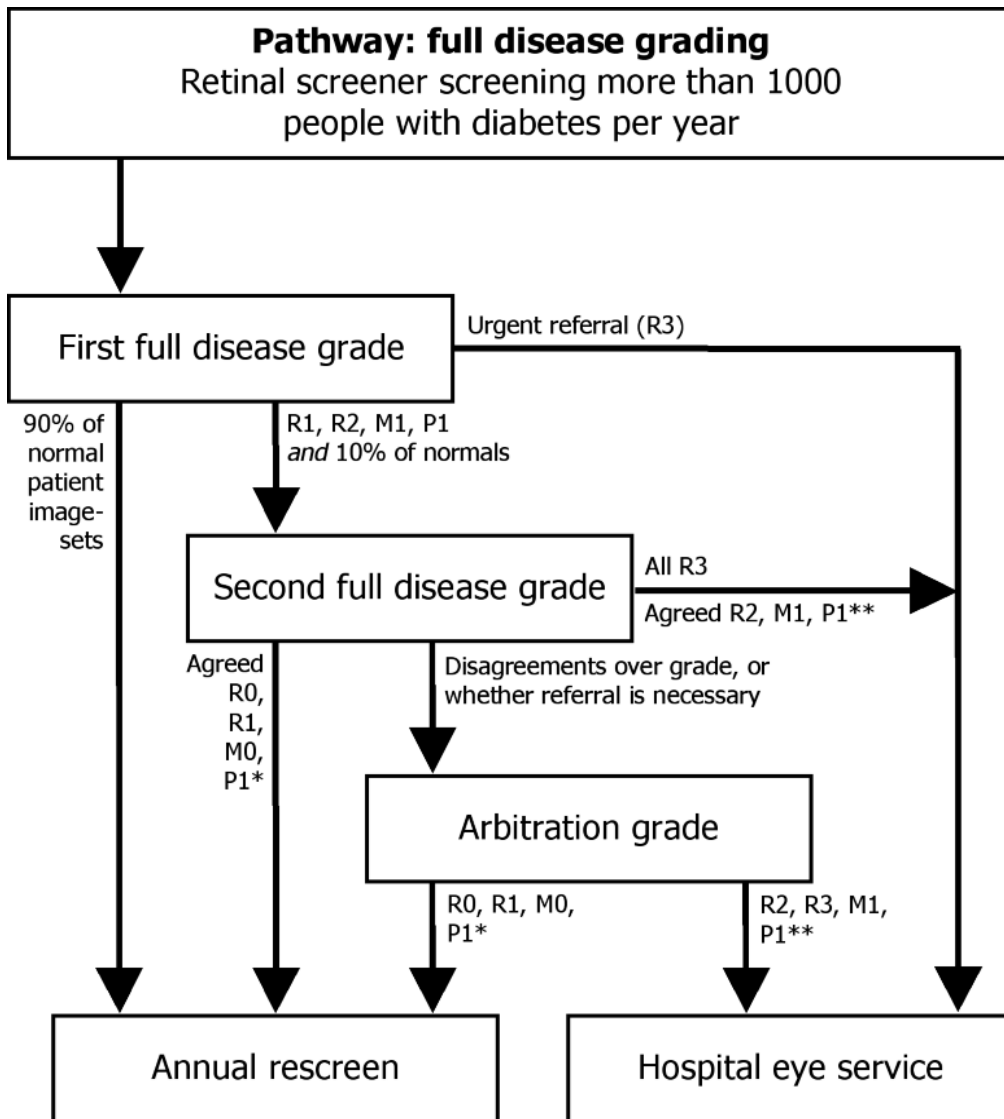 Pathway: full disease grading
Retinal screener screening more than 1000
people with diabetes per year
Urgent referral (R3)
First full disease grade
90% of
normal
patient
image-
sets
R1, R2, M1, P1
and 10% of normals
Second full disease grade
All R3
Agreed R2, M1, P1**
Agreed
R0,
R1,
M0,
P1*
Disagreements over grade, or
whether referral is necessary
Arbitration grade
R0, R1, M0,
P1*
R2, R3, M1,
P1**
Annual rescreen
Hospital eye service